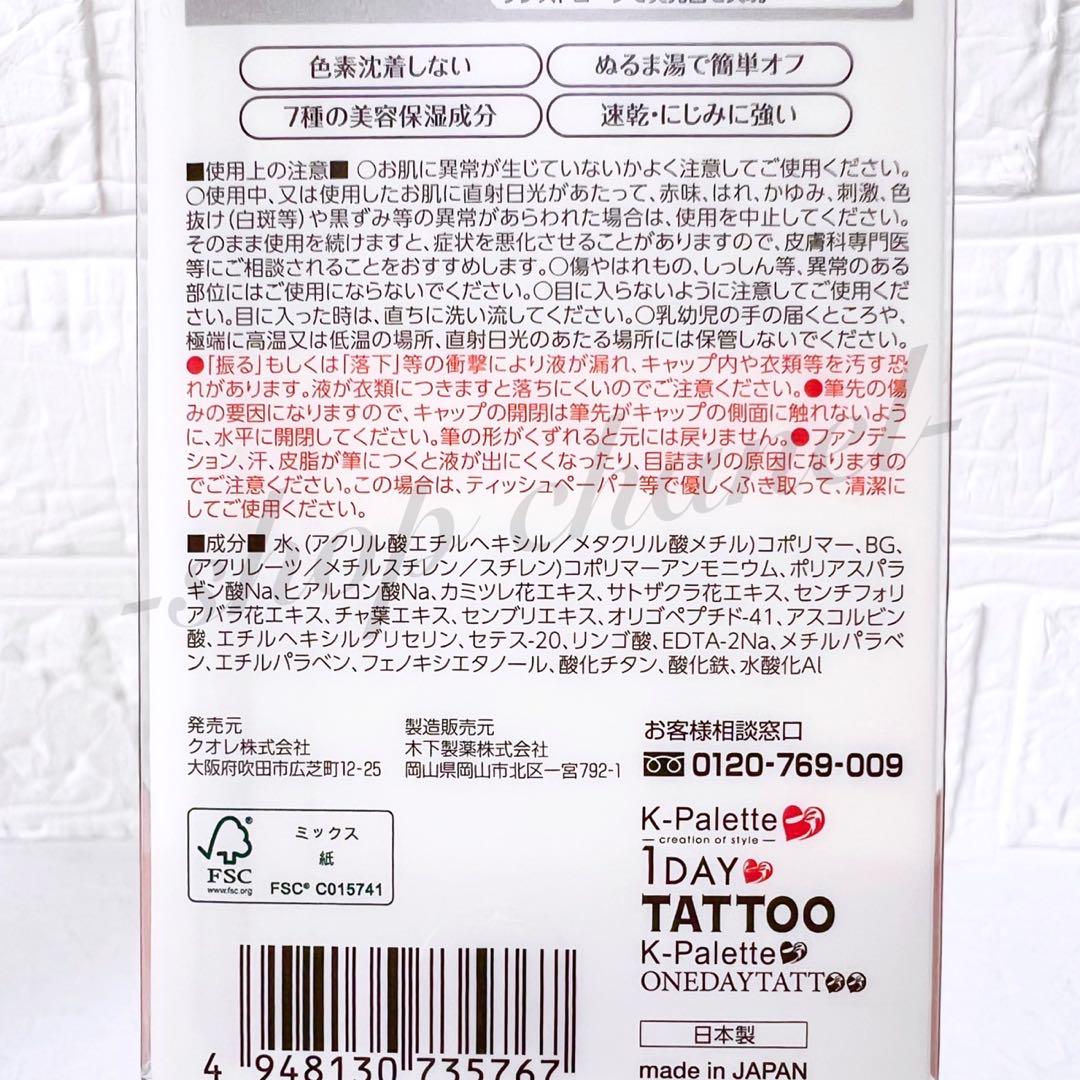 色素沈着しない
ぬるま湯で簡単オフ
7種の美容保湿成分
速乾・にじみに強い
■使用上の注意■ ○お肌に異常が生じていないかよく注意してご使用ください。
○使用中、又は使用したお肌に直射日光があたって、赤味、はれ、かゆみ、刺激、色
抜け(白斑等)や黒ずみ等の異常があらわれた場合は、使用を中止してください。
そのまま使用を続けますと、症状を悪化させることがありますので、皮膚科専門医
等にご相談されることをおすすめします。○傷やはれもの、しっしん等、異常のある
部位にはご使用にならないでください。○目に入らないように注意してご使用くだ
さい。目に入った時は、直ちに洗い流してください。○乳幼児の手の届くところや、
極端に高温又は低温の場所、直射日光のあたる場所には保管しないでください。
●「振る」もしくは「落下」等の衝撃により液が漏れ、キャップ内や衣類等を汚す恐
れがあります。液が衣類につきますと落ちにくいのでご注意ください。●筆先の傷
みの要因になりますので、キャップの開閉は筆先がキャップの側面に触れないよう
に、水平に開閉してください。筆の形がくずれると元には戻りません。●ファンデー
ション、汗、皮脂が筆につくと液が出にくくなったり、目詰まりの原因になりますの
でご注意ください。この場合は、ティッシュペーパー等で優しくふき取って、清潔に
してご使用ください。
-shop chanel-
■成分■ 水、(アクリル酸エチルヘキシル/メタクリル酸メチル)コポリマー、BG、
(アクリレーツ/メチルスチレン/スチレン)コポリマーアンモニウム、ポリアスパラ
ギン酸Na、ヒアルロン酸Na、カミツレ花エキス、サトザクラ花エキス、センチフォリ
アバラ花エキス、チャ葉エキス、センブリエキス、オリゴペプチド-41、アスコルビン
酸、エチルヘキシルグリセリン、セテス-20、リンゴ酸、EDTA-2Na、メチルパラベ
ン、エチルパラベン、フェノキシエタノール、酸化チタン、酸化鉄、水酸化Al
発売元
クオレ株式会社
大阪府吹田市広芝町12-25
製造販売元
木下製薬株式会社
岡山県岡山市北区一宮792-1
お客様相談窓口
0120-769-009
FSC
www.fsc.org
ミックス
紙
FSC® C015741
K-Palette
creation of style
1DAY
TATTOO
K-Palette
ONEDAYTATTOO
日本製
made in JAPAN
4 948130 735767